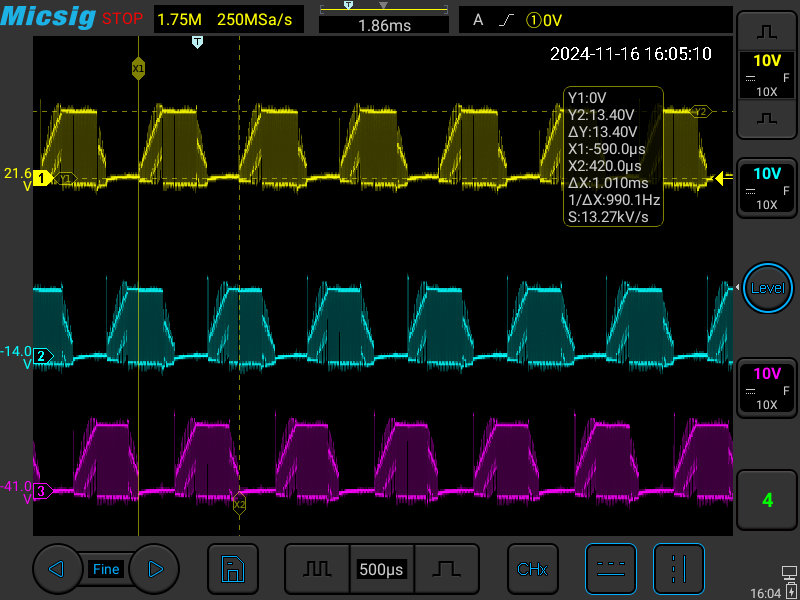 Micsig STOP 1.75M 250MSa/s T 1.86ms A ①0V
2024-11-16 16:05:10
10V
F
10X
T
X1
Y1:0V
Y2:13.40V
ΔY:13.40V
X1:-590.0µs
X2:420.0µs
ΔX:1.010ms
1/ΔX:990.1Hz
S:13.27kV/s
Y2
21.6
V
1
Y1
10V
F
10X
Level
-14.0
V
2
10V
F
10X
-41.0
V
3
X2
4
Fine
500µs
CHx
16:04